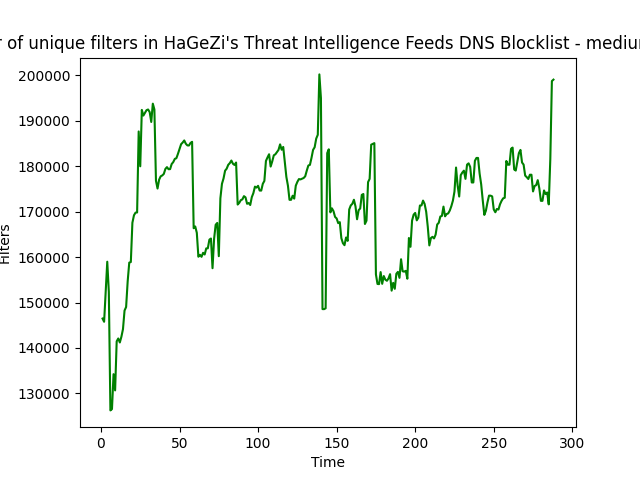 r of unique filters in HaGeZi's Threat Intelligence Feeds DNS Blocklist - mediu
200000
190000
180000
170000
160000
150000
140000
130000
Filters
0 50 100 150 200 250 300
Time